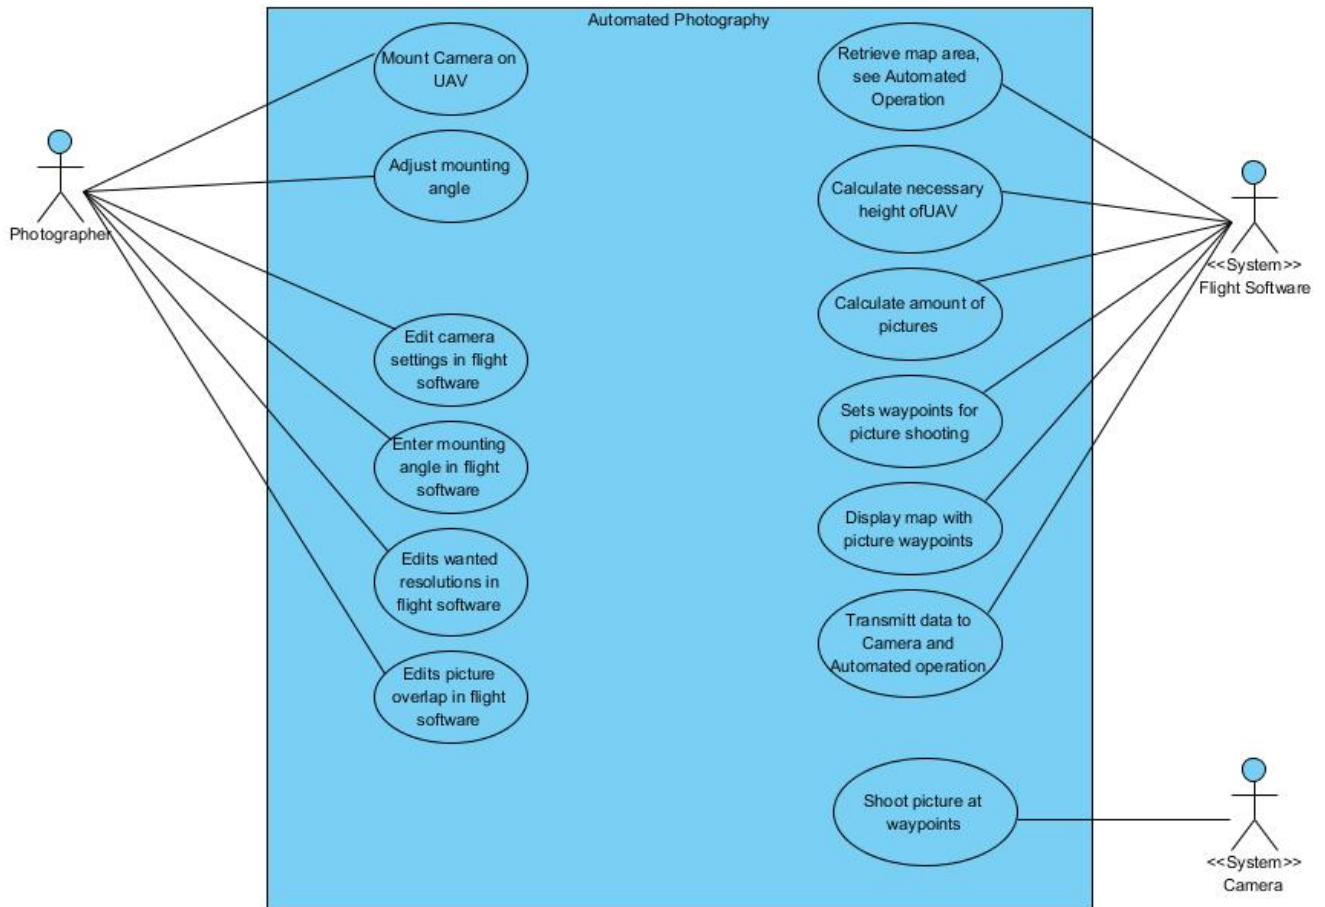 Automated Photography
Mount Camera on
UAV
Adjust mounting
angle
Photographer
Edit camera
settings in flight
software
Enter mounting
angle in flight
software
Edits wanted
resolutions in
flight software
Edits picture
overlap in flight
software
Retrieve map area,
see Automated
Operation
Calculate necessary
height ofUAV
Calculate amount of
pictures
Sets waypoints for
picture shooting
Display map with
picture waypoints
Transmitt data to
Camera and
Automated operation
Shoot picture at
waypoints
<<System>>
Flight Software
<<System>>
Camera